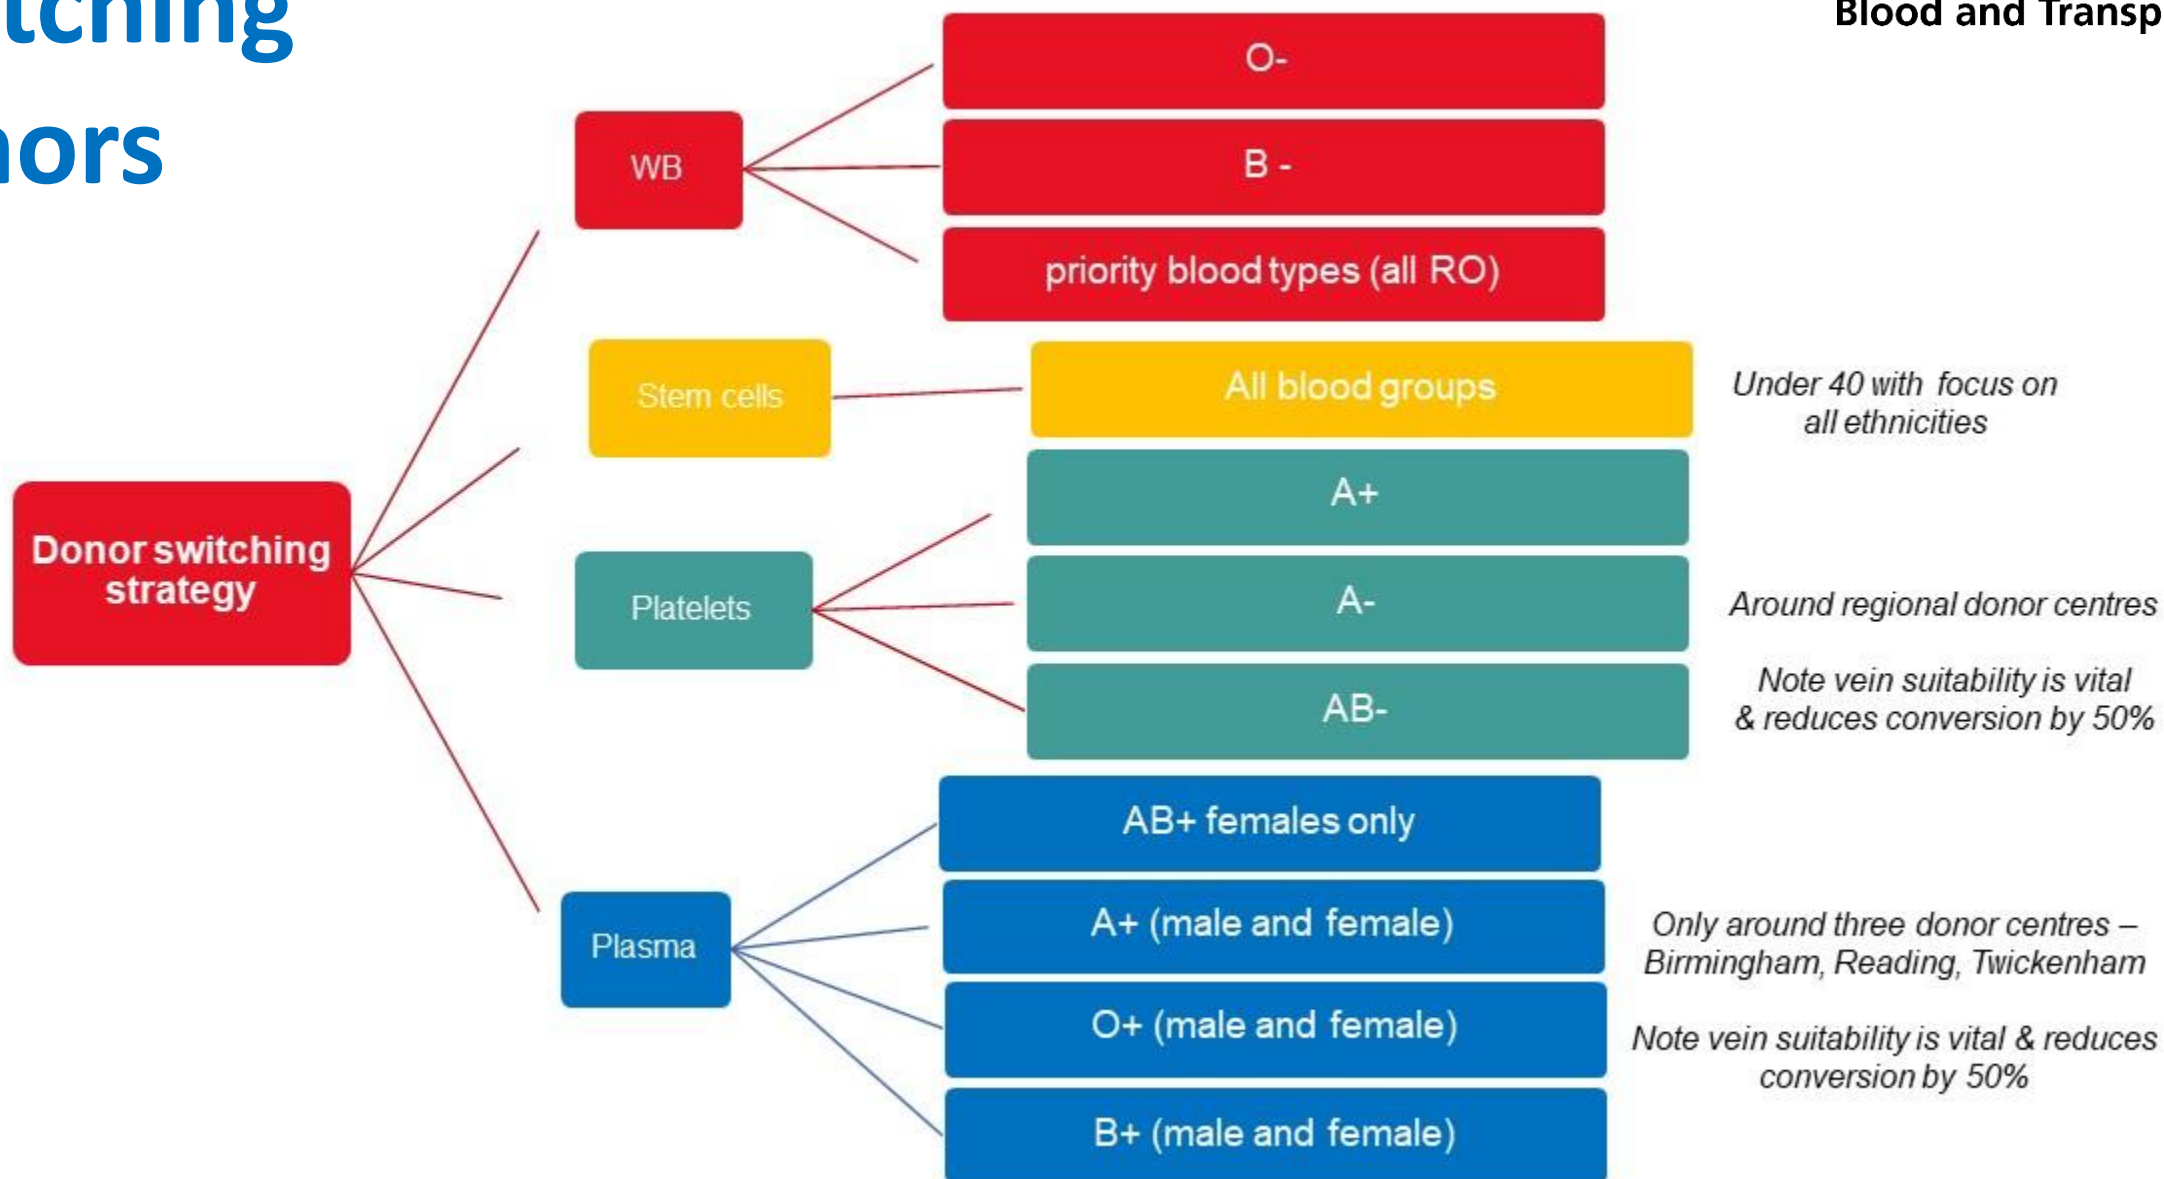 tching
nors
Blood and Transp
Donor switching
strategy
WB
O-
B -
priority blood types (all RO)
Stem cells
All blood groups
Under 40 with focus on
all ethnicities
Platelets
A+
A-
AB-
Around regional donor centres
Note vein suitability is vital
& reduces conversion by 50%
Plasma
AB+ females only
A+ (male and female)
O+ (male and female)
B+ (male and female)
Only around three donor centres –
Birmingham, Reading, Twickenham
Note vein suitability is vital & reduces
conversion by 50%